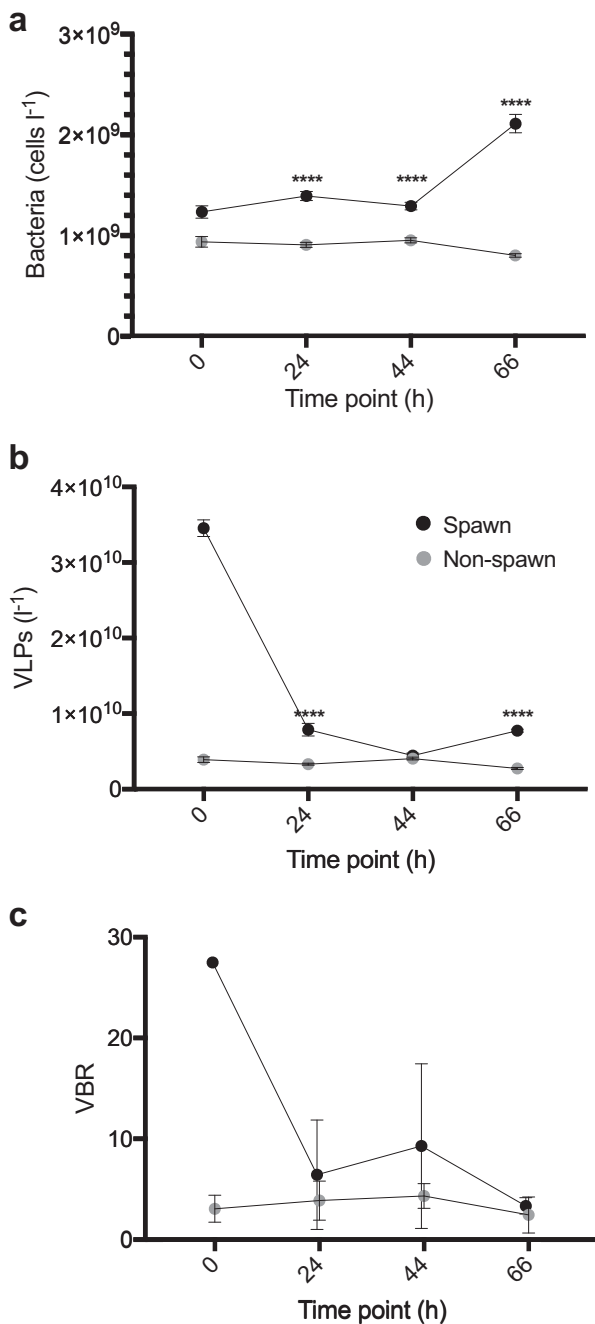 a
3×10⁹
2×10⁹
1×10⁹
0
Bacteria (cells l⁻¹)
****
****
****
0
24
44
66
Time point (h)
b
4×10¹⁰
3×10¹⁰
2×10¹⁰
1×10¹⁰
0
VLPs (l⁻¹)
Spawn
Non-spawn
****
****
0
24
44
66
Time point (h)
c
30
20
10
0
VBR
0
24
44
66
Time point (h)